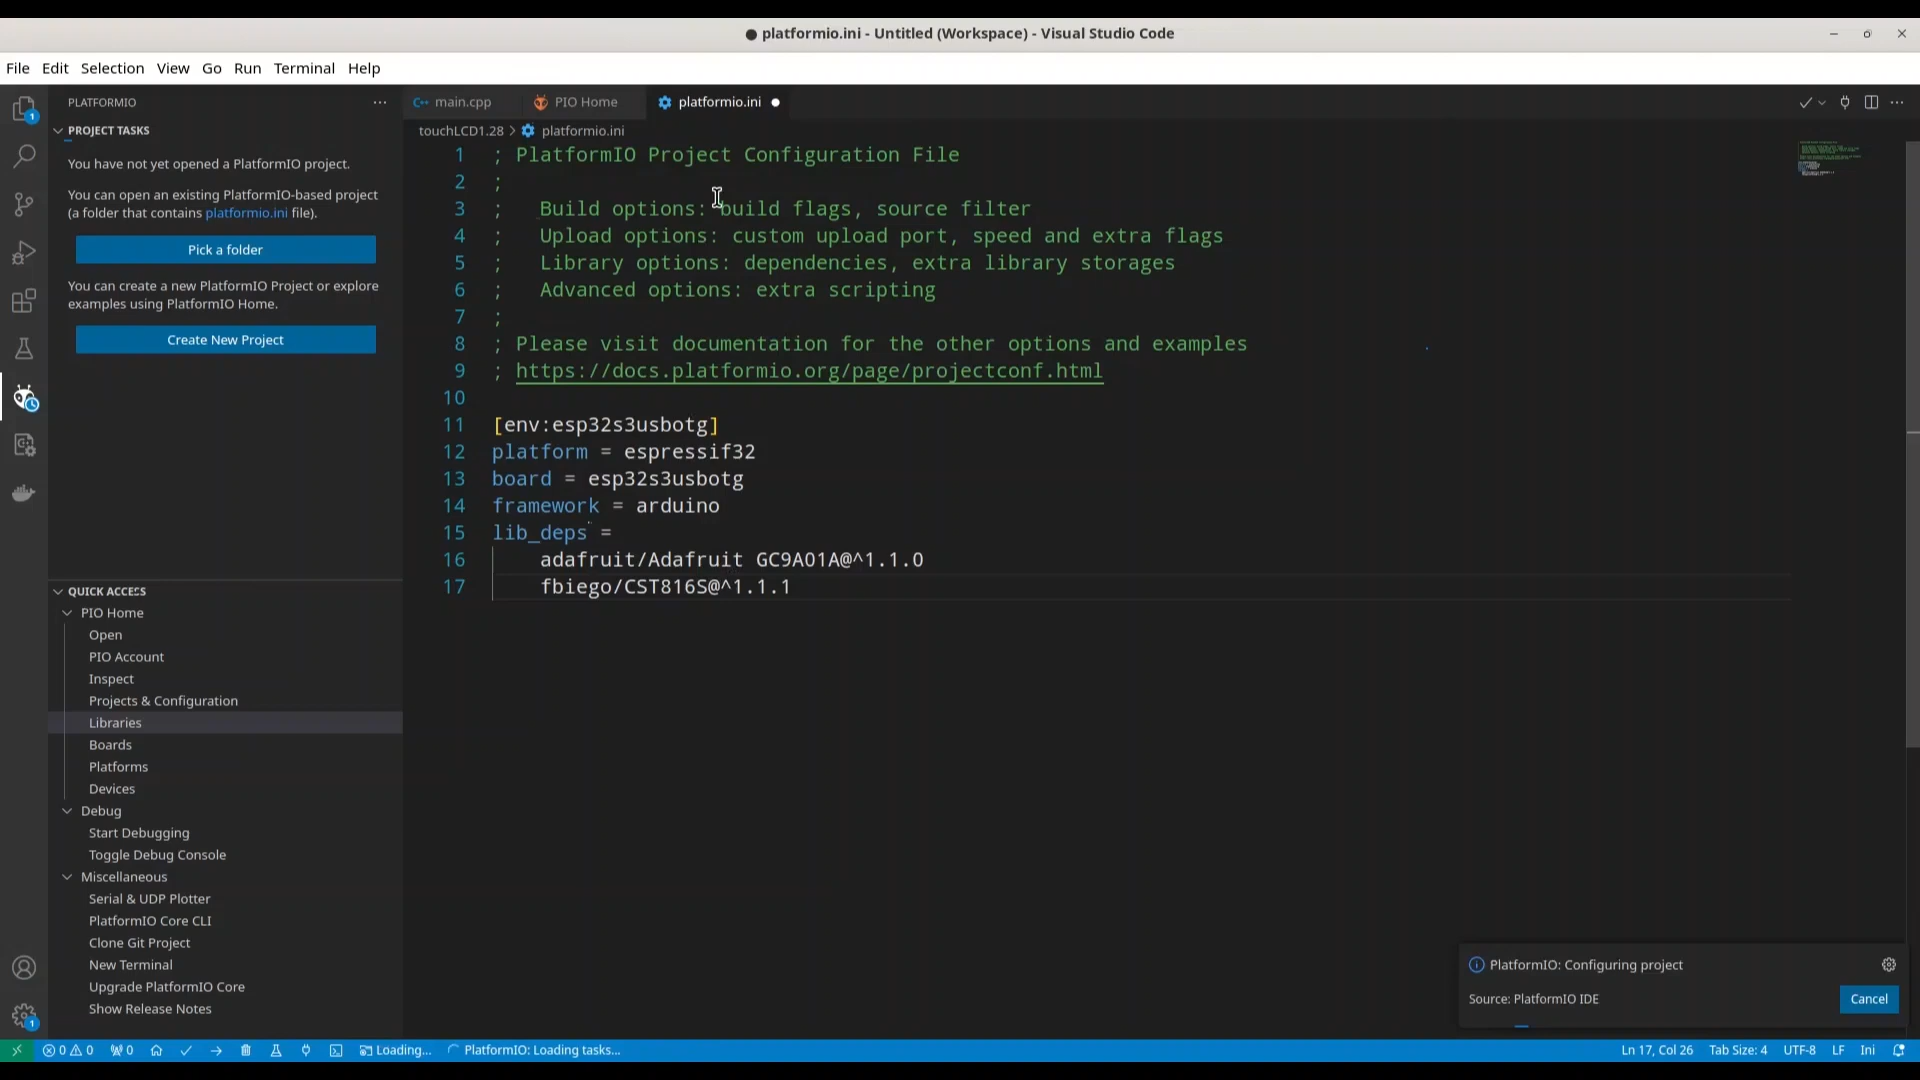 ● platformio.ini - Untitled (Workspace) - Visual Studio Code
File Edit Selection View Go Run Terminal Help
PLATFORMIO
PROJECT TASKS
You have not yet opened a PlatformIO project.
You can open an existing PlatformIO-based project
(a folder that contains platformio.ini file).
Pick a folder
You can create a new PlatformIO Project or explore
examples using PlatformIO Home.
Create New Project
QUICK ACCESS
PIO Home
Open
PIO Account
Inspect
Projects & Configuration
Libraries
Boards
Platforms
Devices
Debug
Start Debugging
Toggle Debug Console
Miscellaneous
Serial & UDP Plotter
PlatformIO Core CLI
Clone Git Project
New Terminal
Upgrade PlatformIO Core
Show Release Notes
1
1
main.cpp PIO Home platformio.ini ●
touchLCD1.28 > platformio.ini
1 ; PlatformIO Project Configuration File
2 ;
3 ;   Build options: build flags, source filter
4 ;   Upload options: custom upload port, speed and extra flags
5 ;   Library options: dependencies, extra library storages
6 ;   Advanced options: extra scripting
7 ;
8 ; Please visit documentation for the other options and examples
9 ; https://docs.platformio.org/page/projectconf.html
10
11 [env:esp32s3usbotg]
12 platform = espressif32
13 board = esp32s3usbotg
14 framework = arduino
15 lib_deps =
16     adafruit/Adafruit GC9A01A@^1.1.0
17     fbiego/CST816S@^1.1.1
PlatformIO: Configuring project
Source: PlatformIO IDE Cancel
0 0 0 Loading... PlatformIO: Loading tasks... Ln 17, Col 26 Tab Size: 4 UTF-8 LF Ini